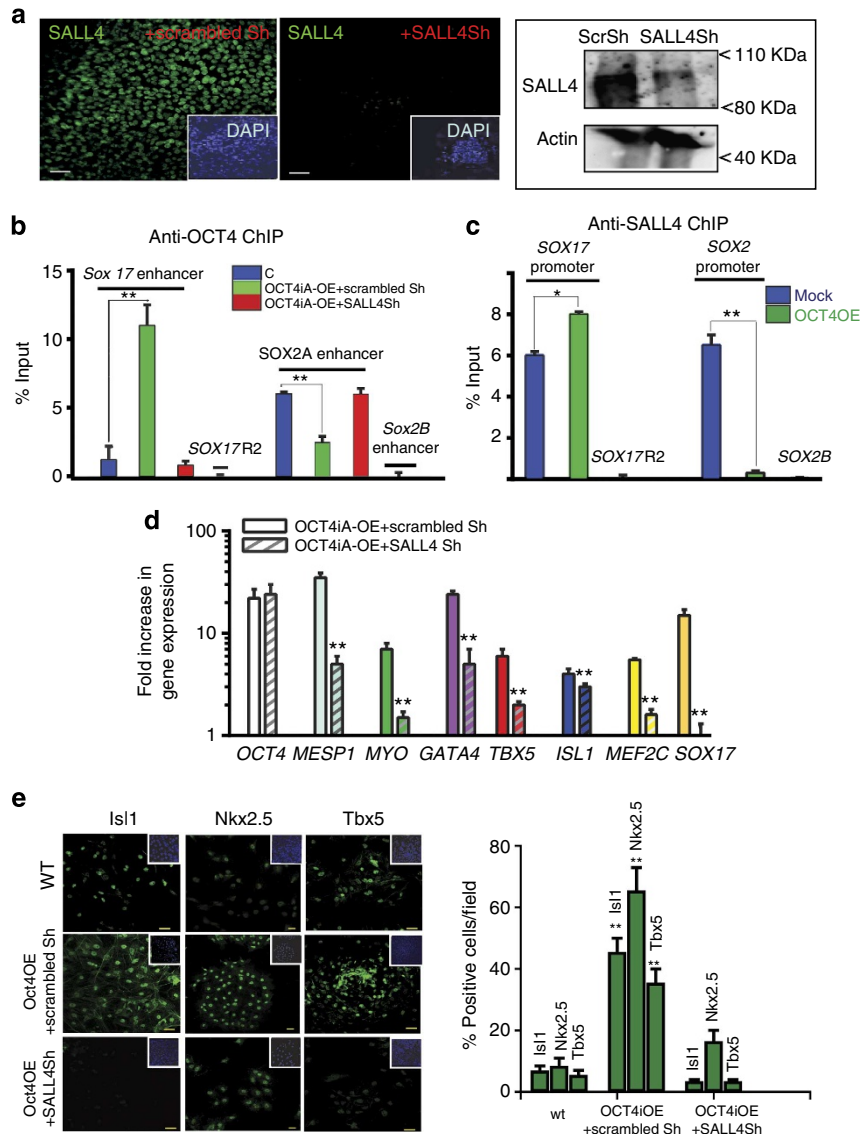 a
SALL4 +scrambled Sh
DAPI
SALL4 +SALL4Sh
DAPI
ScrSh SALL4Sh
SALL4
< 110 KDa
< 80 KDa
Actin
< 40 KDa
b
Anti-OCT4 ChIP
Sox 17 enhancer
**
C
OCT4iA-OE+scrambled Sh
OCT4iA-OE+SALL4Sh
SOX2A enhancer
**
SOX17R2
Sox2B
enhancer
% Input
15
10
5
0
c
Anti-SALL4 ChIP
SOX17
promoter
SOX2
promoter
Mock
OCT4OE
*
**
SOX17R2
SOX2B
% Input
8
6
4
2
d
OCT4iA-OE+scrambled Sh
OCT4iA-OE+SALL4 Sh
Fold increase in
gene expression
100
10
1
** ** ** ** ** ** **
OCT4 MESP1 MYO GATA4 TBX5 ISL1 MEF2C SOX17
e
Isl1 Nkx2.5 Tbx5
WT
Oct4OE
+scrambled Sh
Oct4OE
+SALL4Sh
% Positive cells/field
80
60
40
20
0
Isl1
Nkx2.5
Tbx5
** Isl1
** Nkx2.5
** Tbx5
Isl1
Nkx2.5
Tbx5
wt
OCT4iOE
+scrambled Sh
OCT4iOE
+SALL4Sh